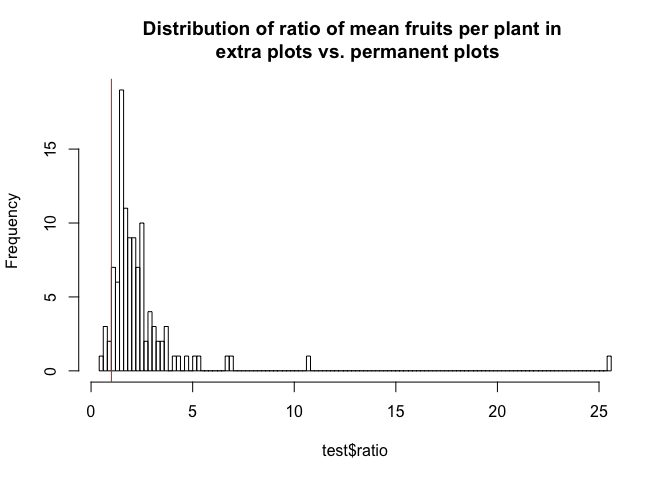 Distribution of ratio of mean fruits per plant in
extra plots vs. permanent plots
Frequency
15
10
5
0
0 5 10 15 20 25
test$ratio